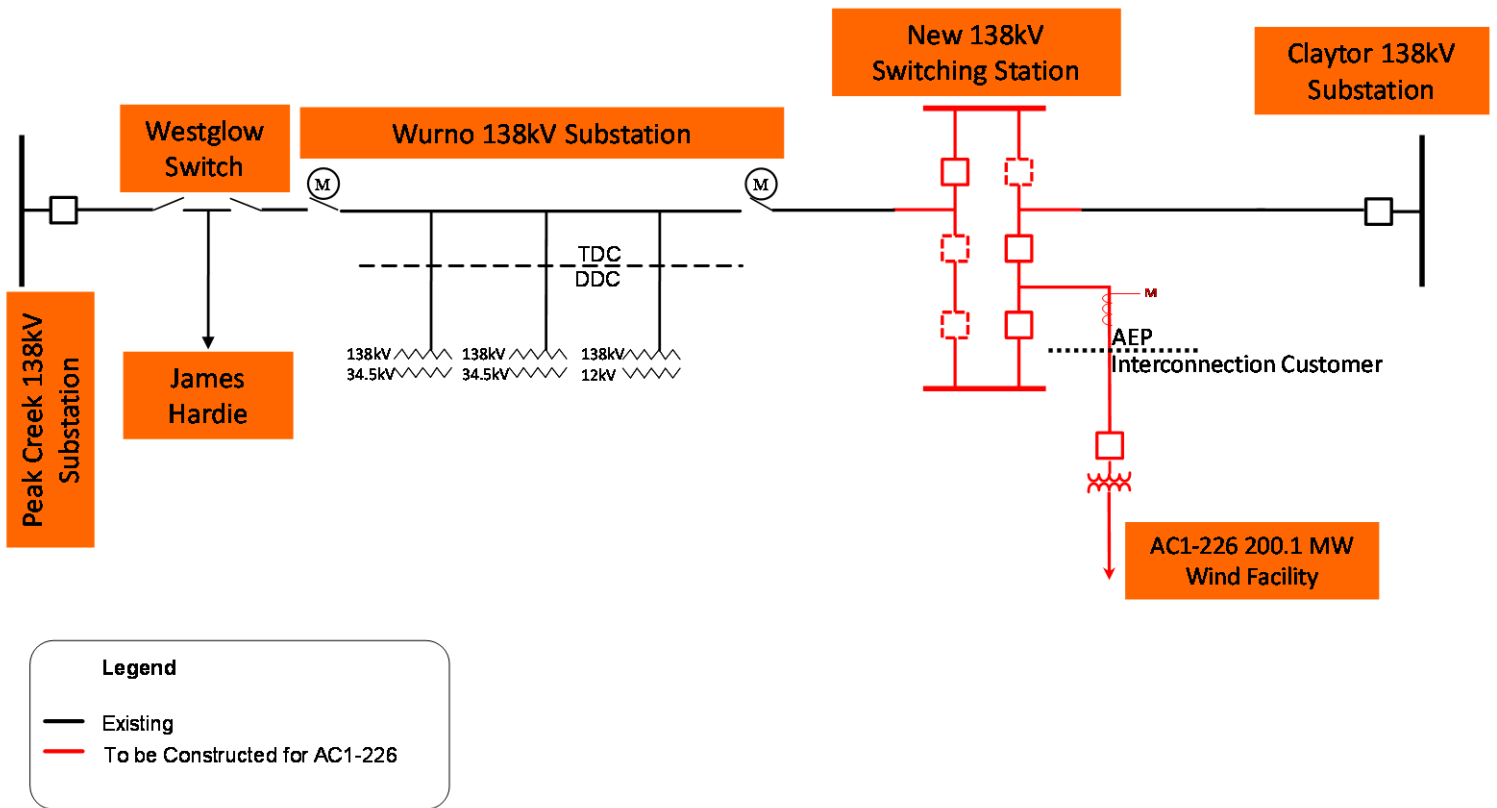 New 138kV
Switching Station
Claytor 138kV
Substation
Westglow
Switch
Wurno 138kV Substation
M
M
TDC
DDC
Peak Creek 138kV
Substation
James
Hardie
138kV
34.5kV
138kV
34.5kV
138kV
12kV
M
AEP
Interconnection Customer
AC1-226 200.1 MW
Wind Facility
Legend
Existing
To be Constructed for AC1-226